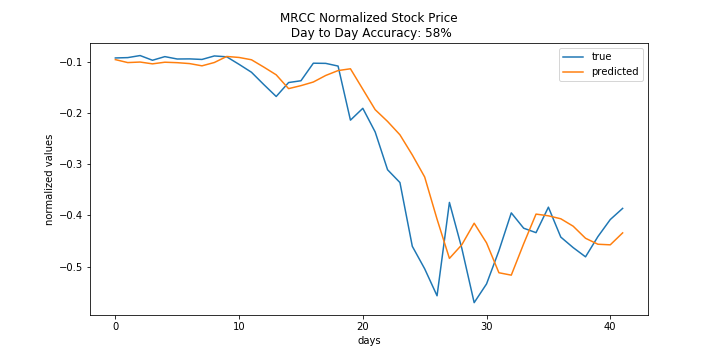 MRCC Normalized Stock Price
Day to Day Accuracy: 58%
true
predicted
normalized values
−0.1
−0.2
−0.3
−0.4
−0.5
0
10
20
30
40
days